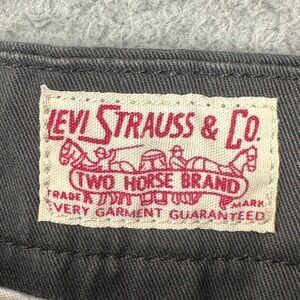 LEVI STRAUSS & CO.
TWO HORSE BRAND
TRADE MARK
EVERY GARMENT GUARANTEED